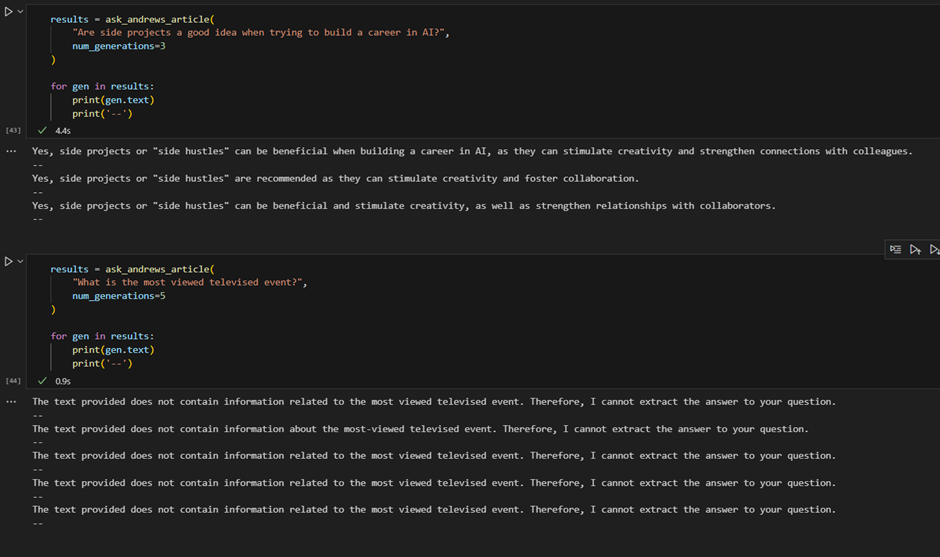 results = ask_andrews_article(
"Are side projects a good idea when trying to build a career in AI?",
num_generations=3
)
for gen in results:
print(gen.text)
print('--')
[43]
4.4s
...
Yes, side projects or "side hustles" can be beneficial when building a career in AI, as they can stimulate creativity and strengthen connections with colleagues.
--
Yes, side projects or "side hustles" are recommended as they can stimulate creativity and foster collaboration.
--
Yes, side projects or "side hustles" can be beneficial and stimulate creativity, as well as strengthen relationships with collaborators.
--
results = ask_andrews_article(
"What is the most viewed televised event?",
num_generations=5
)
for gen in results:
print(gen.text)
print('--')
[44]
0.9s
...
The text provided does not contain information related to the most viewed televised event. Therefore, I cannot extract the answer to your question.
--
The text provided does not contain information about the most-viewed televised event. Therefore, I cannot extract the answer to your question.
--
The text provided does not contain information related to the most viewed televised event. Therefore, I cannot extract the answer to your question.
--
The text provided does not contain information related to the most viewed televised event. Therefore, I cannot extract the answer to your question.
--
The text provided does not contain information related to the most viewed televised event. Therefore, I cannot extract the answer to your question.
--